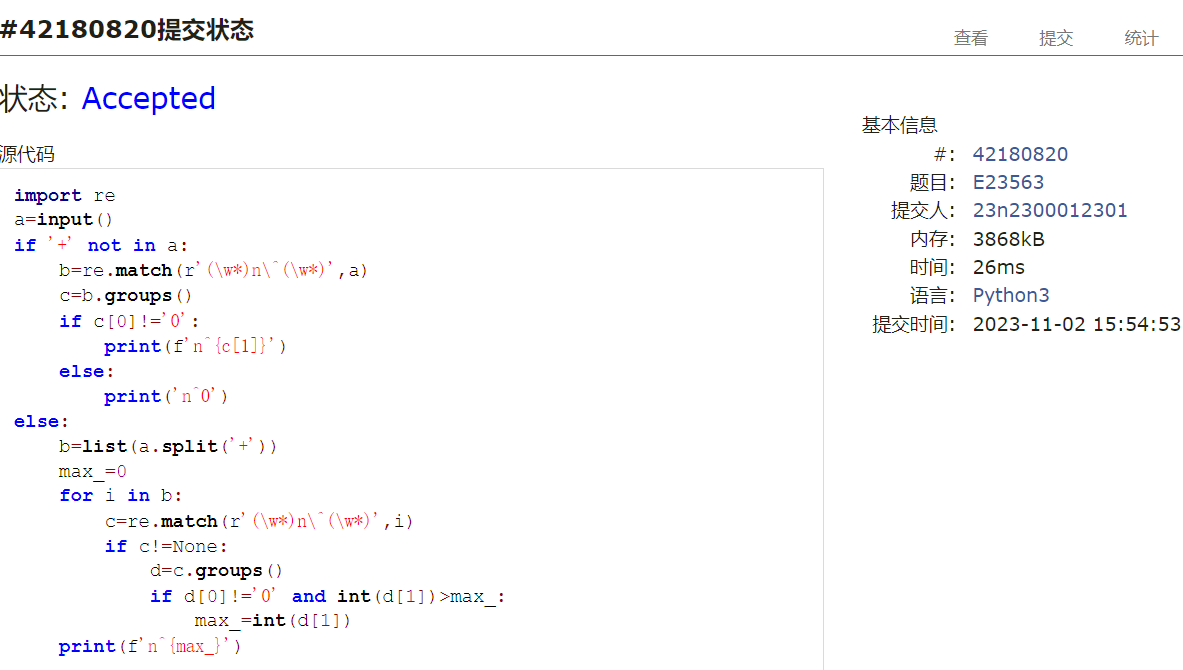 #42180820提交状态
查看 提交 统计
状态: Accepted
源代码
import re
a=input()
if '+' not in a:
    b=re.match(r'(\w*)n\^(\w*)',a)
    c=b.groups()
    if c[0]!='0':
        print(f'n^{c[1]}')
    else:
        print('n^0')
else:
    b=list(a.split('+'))
    max_=0
    for i in b:
        c=re.match(r'(\w*)n\^(\w*)',i)
        if c!=None:
            d=c.groups()
            if d[0]!='0' and int(d[1])>max_:
                max_=int(d[1])
    print(f'n^{max_}')
基本信息
#: 42180820
题目: E23563
提交人: 23n2300012301
内存: 3868kB
时间: 26ms
语言: Python3
提交时间: 2023-11-02 15:54:53